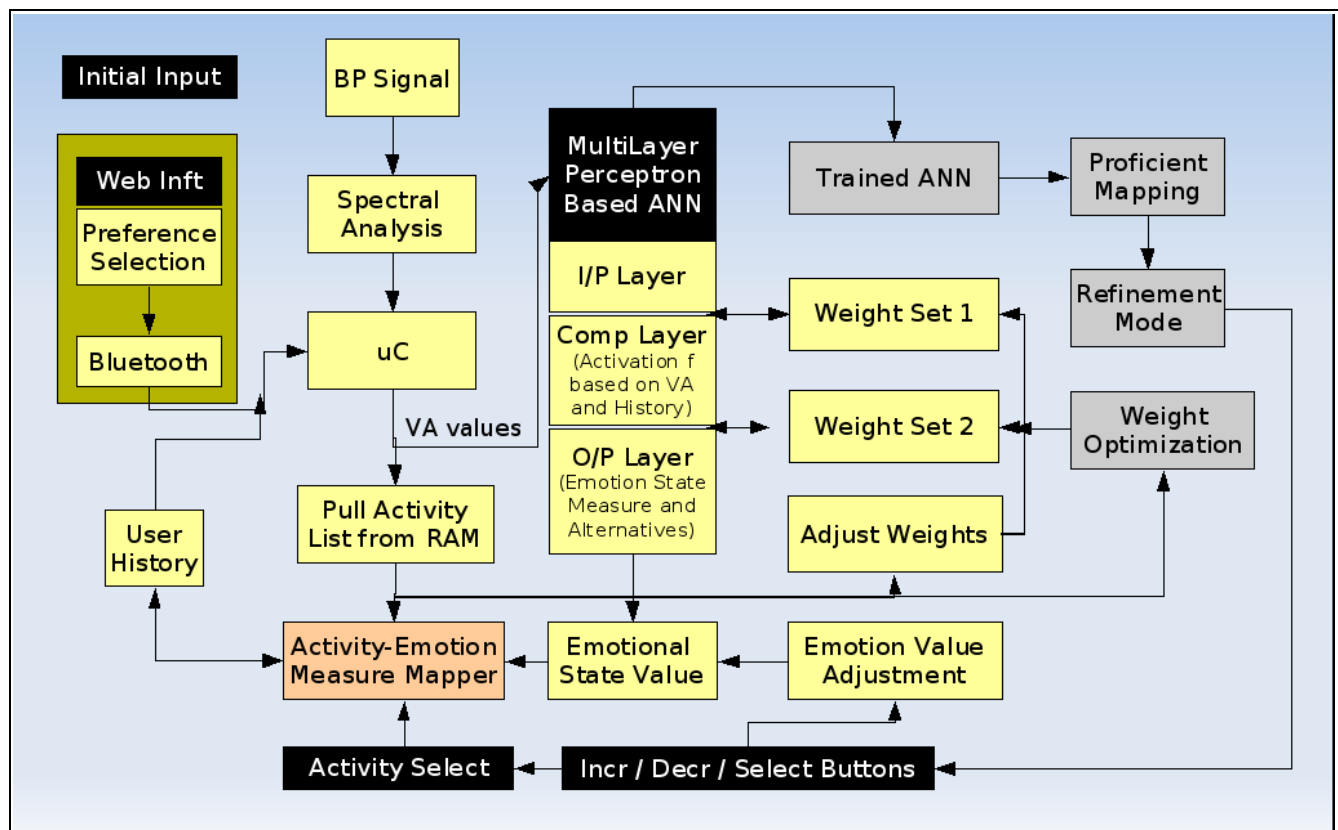 Initial Input
BP Signal
Web Inft
Preference
Selection
Bluetooth
Spectral
Analysis
uC
VA values
Pull Activity
List from RAM
User
History
Activity-Emotion
Measure Mapper
Activity Select
MultiLayer
Perceptron
Based ANN
I/P Layer
Comp Layer
(Activation f
based on VA
and History)
O/P Layer
(Emotion State
Measure and
Alternatives)
Emotional
State Value
Incr / Decr / Select Buttons
Trained ANN
Weight Set 1
Weight Set 2
Adjust Weights
Emotion Value
Adjustment
Proficient
Mapping
Refinement
Mode
Weight
Optimization